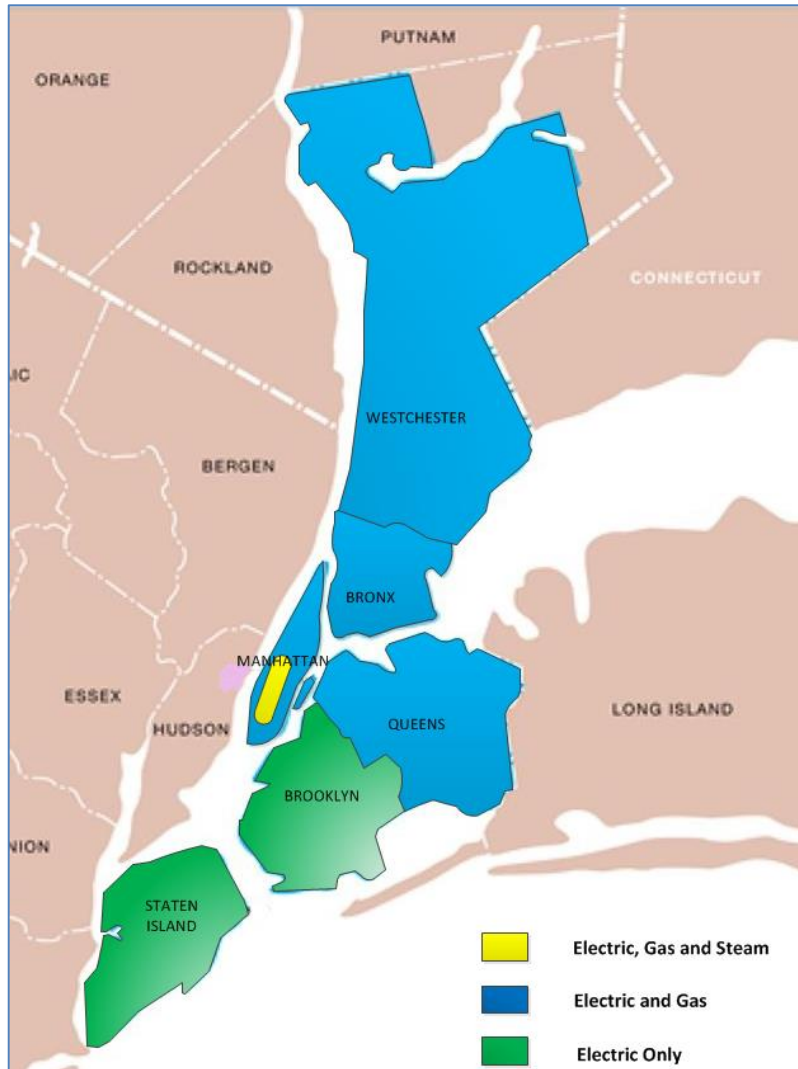 PUTNAM
ORANGE
ROCKLAND
CONNECTICUT
AIC
WESTCHESTER
BERGEN
BRONX
MANHATTAN
ESSEX
HUDSON
QUEENS
LONG ISLAND
BROOKLYN
NION
STATEN
ISLAND
Electric, Gas and Steam
Electric and Gas
Electric Only